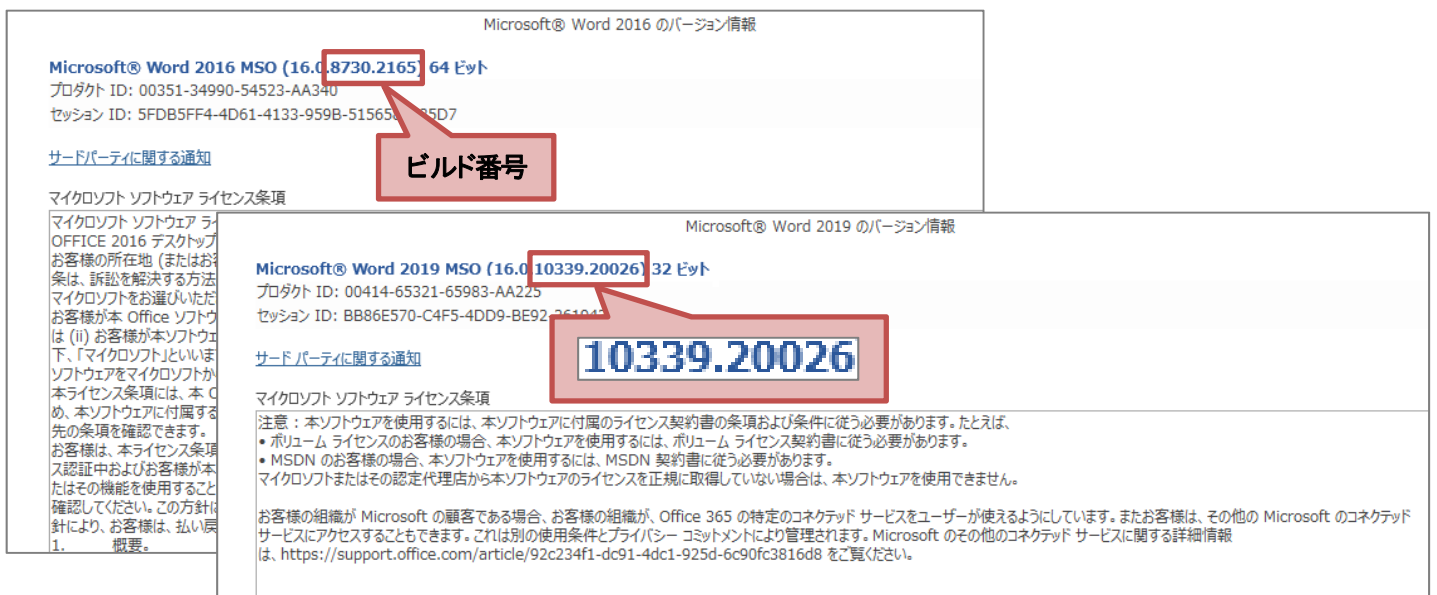 Microsoft® Word 2016 のバージョン情報
Microsoft® Word 2016 MSO (16.0.8730.2165) 64 ビット
プロダクト ID: 00351-34990-54523-AA340
セッション ID: 5FDB5FF4-4D61-4133-959B-51565 35D7
ビルド番号
サードパーティに関する通知
マイクロソフト ソフトウェア ライセンス条項
マイクロソフト ソフトウェア ラ
OFFICE 2016 デスクトップ
お客様の所在地 (またはお
条は、訴訟を解決する方法
マイクロソフトをお選びいただ
お客様が本 Office ソフトウ
は (ii) お客様が本ソフトウェ
下、「マイクロソフト」といいま
ソフトウェアをマイクロソフトか
本ライセンス条項には、本
め、本ソフトウェアに付属する
先の条項を確認できます。
お客様は、本ライセンス条項
ス認証中およびお客様が本
たはその機能を使用すること
確認してください。この方針
針により、お客様は、払い戻
1. 概要。
Microsoft® Word 2019 のバージョン情報
Microsoft® Word 2019 MSO (16.0.10339.20026) 32 ビット
プロダクト ID: 00414-65321-65983-AA225
セッション ID: BB86E570-C4F5-4DD9-BE92-
10339.20026
サード パーティに関する通知
マイクロソフト ソフトウェア ライセンス条項
注意 : 本ソフトウェアを使用するには、本ソフトウェアに付属のライセンス契約書の条項および条件に従う必要があります。たとえば、
• ボリューム ライセンスのお客様の場合、本ソフトウェアを使用するには、ボリューム ライセンス契約書に従う必要があります。
• MSDN のお客様の場合、本ソフトウェアを使用するには、MSDN 契約書に従う必要があります。
マイクロソフトまたはその認定代理店から本ソフトウェアのライセンスを正規に取得していない場合は、本ソフトウェアを使用できません。
お客様の組織が Microsoft の顧客である場合、お客様の組織が、Office 365 の特定のコネクテッド サービスをユーザーが使えるようにしています。またお客様は、その他の Microsoft のコネクテッド
サービスにアクセスすることもできます。これは別の使用条件とプライバシー コミットメントにより管理されます。Microsoft のその他のコネクテッド サービスに関する詳細情報
は、https://support.office.com/article/92c234f1-dc91-4dc1-925d-6c90fc3816d8 をご覧ください。